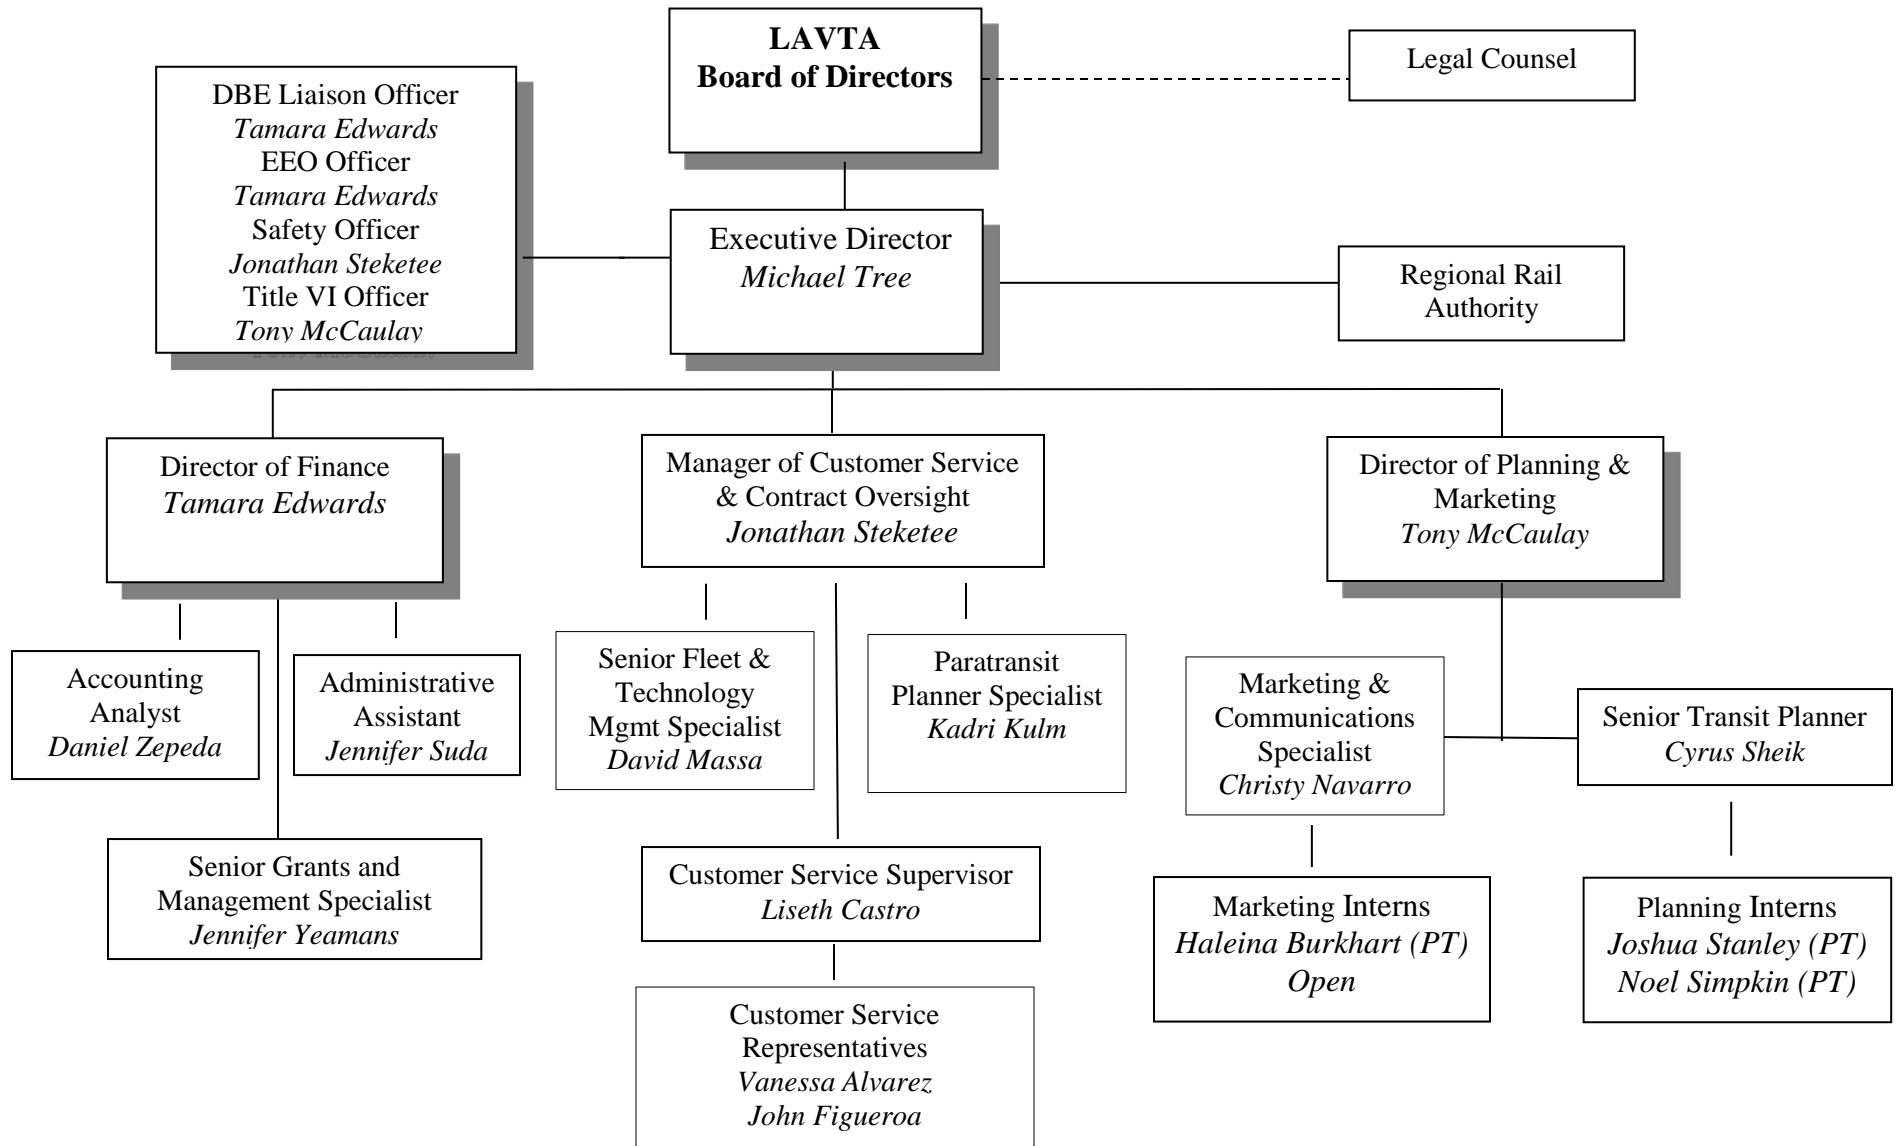 LAVTA
Board of Directors
Legal Counsel
DBE Liaison Officer
Tamara Edwards
EEO Officer
Tamara Edwards
Safety Officer
Jonathan Steketee
Title VI Officer
Tony McCaulay
Executive Director
Michael Tree
Regional Rail
Authority
Director of Finance
Tamara Edwards
Manager of Customer Service
& Contract Oversight
Jonathan Steketee
Director of Planning &
Marketing
Tony McCaulay
Accounting
Analyst
Daniel Zepeda
Administrative
Assistant
Jennifer Suda
Senior Fleet &
Technology
Mgmt Specialist
David Massa
Paratransit
Planner Specialist
Kadri Kulm
Marketing &
Communications
Specialist
Christy Navarro
Senior Transit Planner
Cyrus Sheik
Senior Grants and
Management Specialist
Jennifer Yeamans
Customer Service Supervisor
Liseth Castro
Marketing Interns
Haleina Burkhart (PT)
Open
Planning Interns
Joshua Stanley (PT)
Noel Simpkin (PT)
Customer Service
Representatives
Vanessa Alvarez
John Figueroa